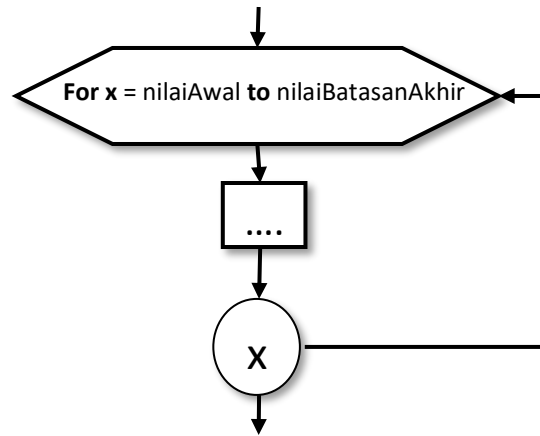 For x = nilaiAwal to nilaiBatasanAkhir
....
X